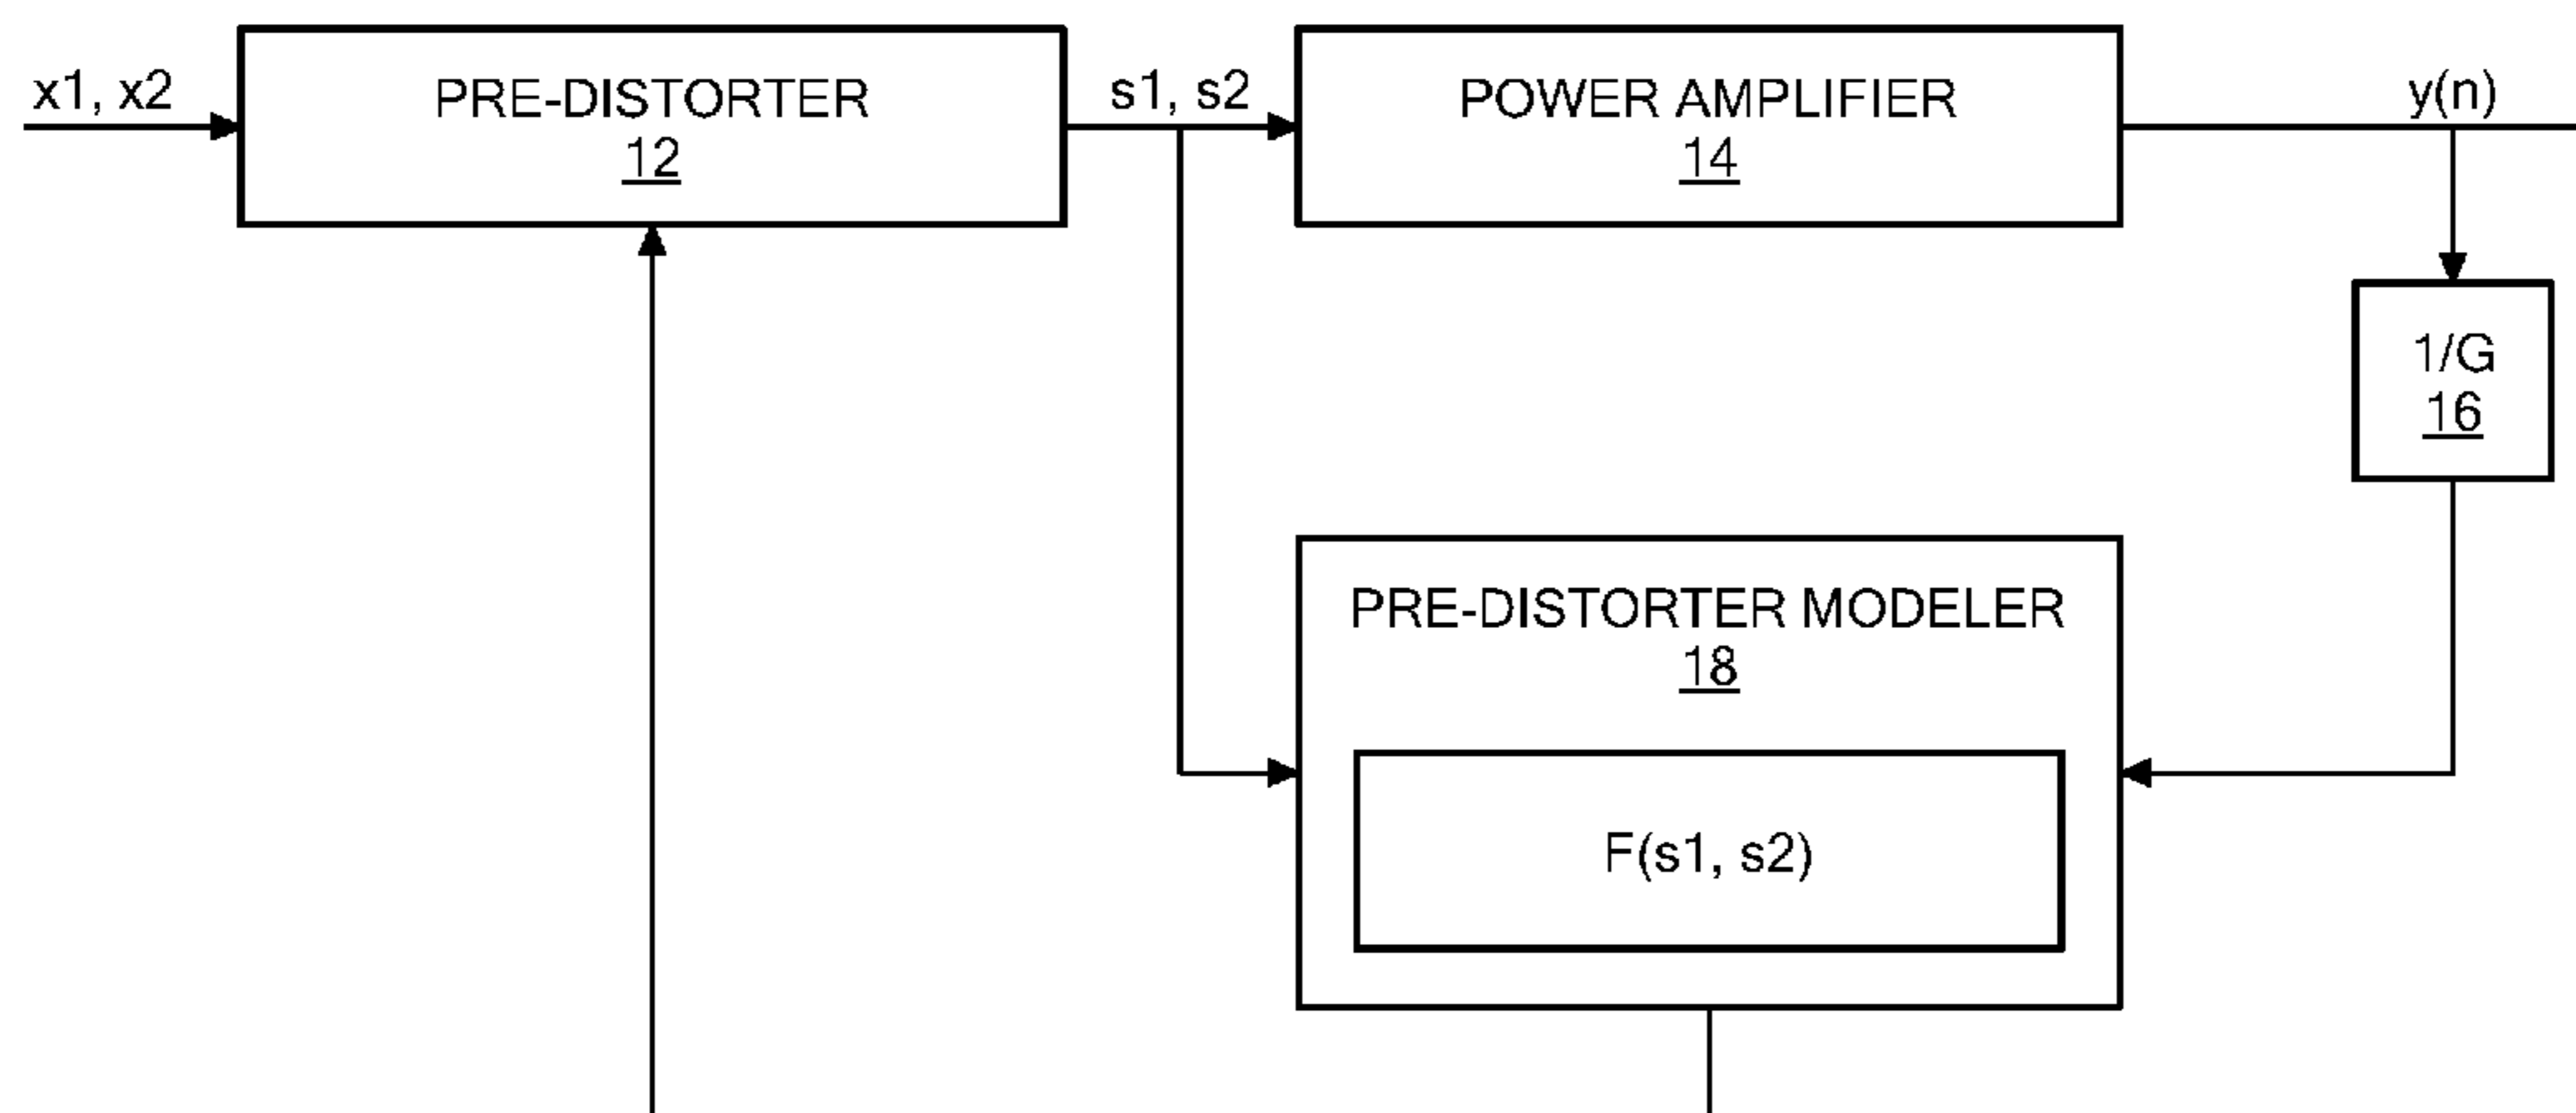 x1, x2
PRE-DISTORTER
12
s1, s2
POWER AMPLIFIER
14
y(n)
1/G
16
PRE-DISTORTER MODELER
18
F(s1, s2)